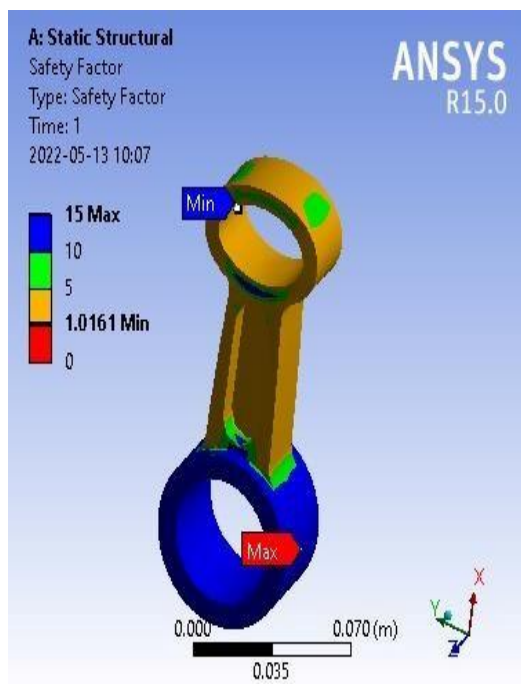 A: Static Structural
Safety Factor
Type: Safety Factor
Time: 1
2022-05-13 10:07
ANSYS
R15.0
15 Max
10
5
1.0161 Min
0
Min
Max
0.000
0.070 (m)
0.035
X
Y
Z